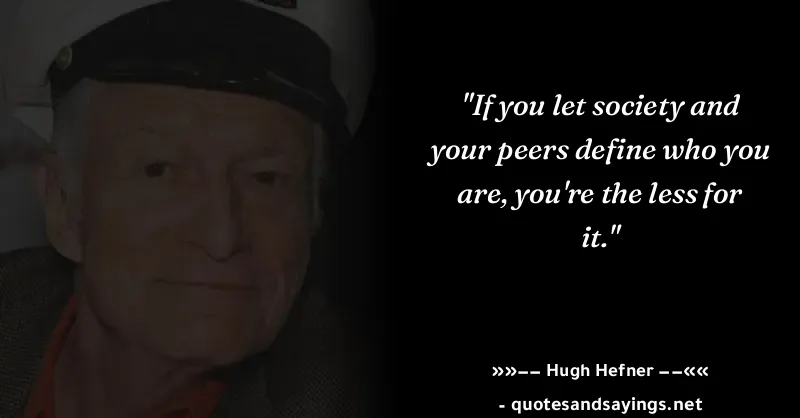 "If you let society and
your peers define who you
are, you're the less for
it."
»»–– Hugh Hefner ––««
- quotesandsayings.net